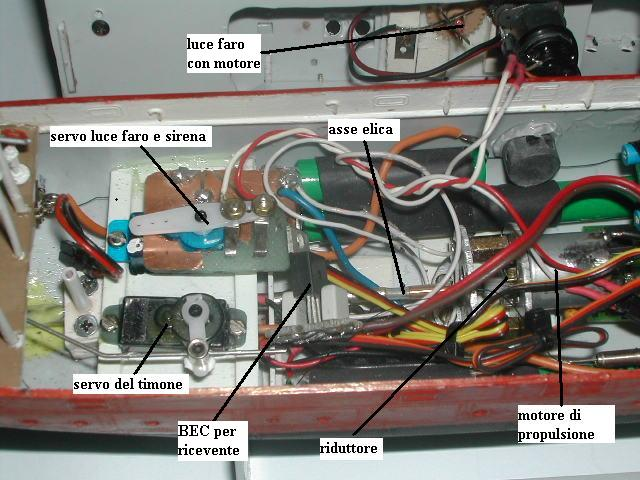 luce faro
con motore
servo luce faro e sirena
asse elica
servo del timone
BEC per
ricevente
riduttore
motore di
propulsione